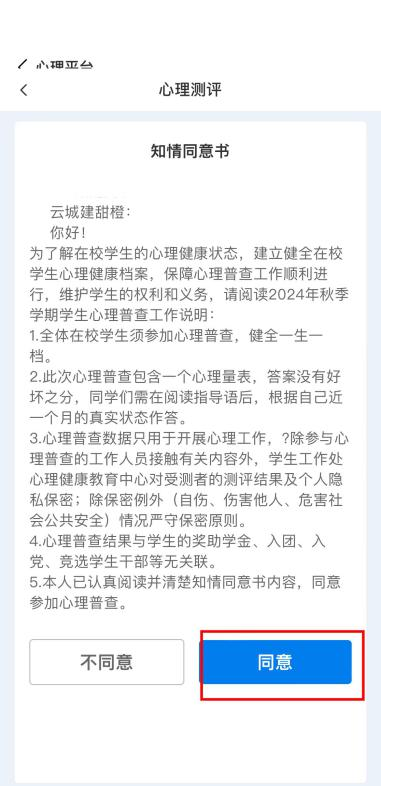 心理平台
心理测评
知情同意书
云城建甜橙：
你好！
为了解在校学生的心理健康状态，建立健全在校
学生心理健康档案，保障心理普查工作顺利进
行，维护学生的权利和义务，请阅读2024年秋季
学期学生心理普查工作说明：
1.全体在校学生须参加心理普查，健全一生一
档。
2.此次心理普查包含一个心理量表，答案没有好
坏之分，同学们需在阅读指导语后，根据自己近
一个月的真实状态作答。
3.心理普查数据只用于开展心理工作，?除参与心
理普查的工作人员接触有关内容外，学生工作处
心理健康教育中心对受测者的测评结果及个人隐
私保密；除保密例外（自伤、伤害他人、危害社
会公共安全）情况严守保密原则。
4.心理普查结果与学生的奖助学金、入团、入
党、竞选学生干部等无关联。
5.本人已认真阅读并清楚知情同意书内容，同意
参加心理普查。
不同意
同意